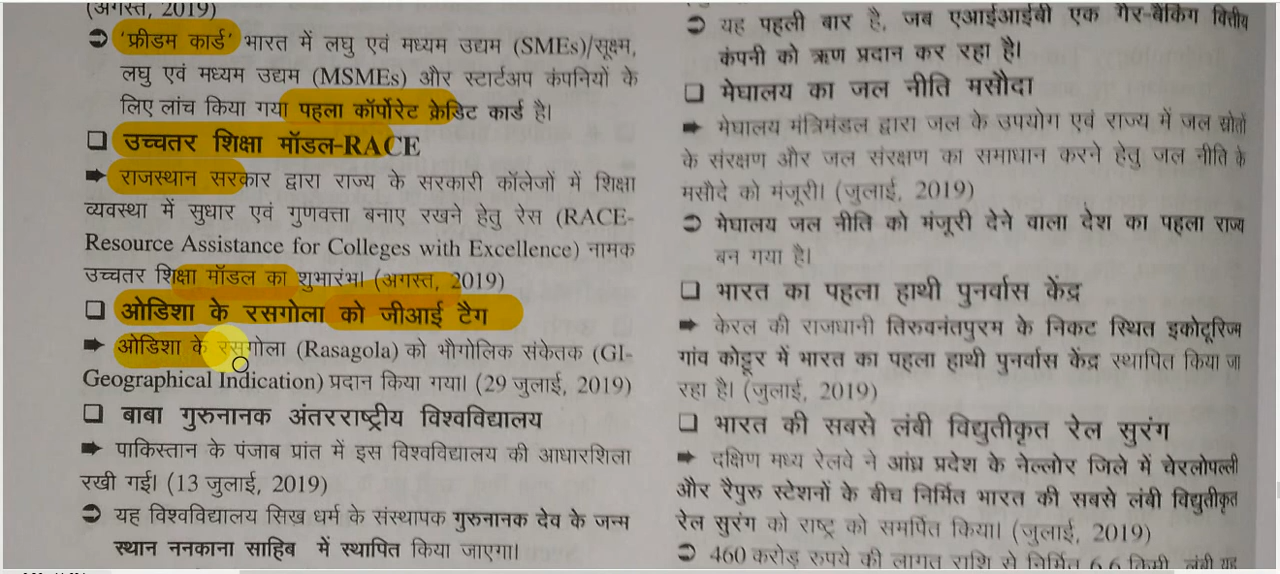 (अगस्त, 2019)
➲ 'फ्रीडम कार्ड' भारत में लघु एवं मध्यम उद्यम (SMEs)/सूक्ष्म,
लघु एवं मध्यम उद्यम (MSMEs) और स्टार्टअप कंपनियों के
लिए लांच किया गया पहला कॉर्पोरेट क्रेडिट कार्ड है।
❑ उच्चतर शिक्षा मॉडल-RACE
➡ राजस्थान सरकार द्वारा राज्य के सरकारी कॉलेजों में शिक्षा
व्यवस्था में सुधार एवं गुणवत्ता बनाए रखने हेतु रेस (RACE-
Resource Assistance for Colleges with Excellence) नामक
उच्चतर शिक्षा मॉडल का शुभारंभ। (अगस्त, 2019)
❑ ओडिशा के रसगोला को जीआई टैग
➡ ओडिशा के रसगोला (Rasagola) को भौगोलिक संकेतक (GI-
Geographical Indication) प्रदान किया गया। (29 जुलाई, 2019)
❑ बाबा गुरुनानक अंतरराष्ट्रीय विश्वविद्यालय
➡ पाकिस्तान के पंजाब प्रांत में इस विश्वविद्यालय की आधारशिला
रखी गई। (13 जुलाई, 2019)
➲ यह विश्वविद्यालय सिख धर्म के संस्थापक गुरुनानक देव के जन्म
स्थान ननकाना साहिब में स्थापित किया जाएगा।
➲ यह पहली बार है, जब एआईआईबी एक गैर-बैंकिंग वित्तीय
कंपनी को ऋण प्रदान कर रहा है।
❑ मेघालय का जल नीति मसौदा
➡ मेघालय मंत्रिमंडल द्वारा जल के उपयोग एवं राज्य में जल स्रोतों
के संरक्षण और जल संरक्षण का समाधान करने हेतु जल नीति के
मसौदे को मंजूरी। (जुलाई, 2019)
➲ मेघालय जल नीति को मंजूरी देने वाला देश का पहला राज्य
बन गया है।
❑ भारत का पहला हाथी पुनर्वास केंद्र
➡ केरल की राजधानी तिरुवनंतपुरम के निकट स्थित इकोटूरिज्म
गांव कोट्टूर में भारत का पहला हाथी पुनर्वास केंद्र स्थापित किया जा
रहा है। (जुलाई, 2019)
❑ भारत की सबसे लंबी विद्युतीकृत रेल सुरंग
➡ दक्षिण मध्य रेलवे ने आंध्र प्रदेश के नेल्लोर जिले में चेरलोपल्ली
और रैपुरु स्टेशनों के बीच निर्मित भारत की सबसे लंबी विद्युतीकृत
रेल सुरंग को राष्ट्र को समर्पित किया। (जुलाई, 2019)
➲ 460 करोड़ रुपये की लागत राशि से निर्मित 6.6 किमी. लंबी यह